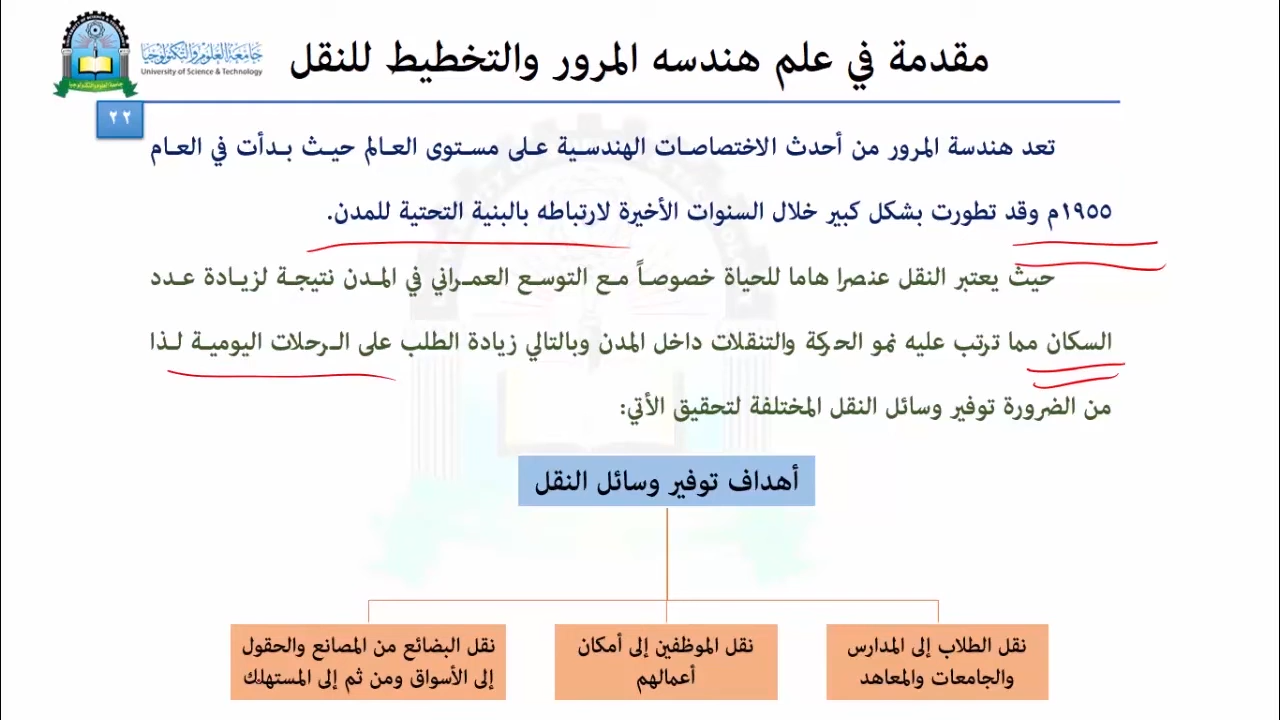 جامعة العلوم والتكنولوجيا
University of Science & Technology
مقدمة في علم هندسه المرور والتخطيط للنقل
٢٢
تعد هندسة المرور من أحدث الاختصاصات الهندسية على مستوى العالم حيث بدأت في العام
١٩٥٥م وقد تطورت بشكل كبير خلال السنوات الأخيرة لارتباطه بالبنية التحتية للمدن.
حيث يعتبر النقل عنصرا هاما للحياة خصوصاً مع التوسع العمراني في المدن نتيجة لزيادة عدد
السكان مما ترتب عليه نمو الحركة والتنقلات داخل المدن وبالتالي زيادة الطلب على الرحلات اليومية لذا
من الضرورة توفير وسائل النقل المختلفة لتحقيق الأتي:
أهداف توفير وسائل النقل
نقل الطلاب إلى المدارس
والجامعات والمعاهد
نقل الموظفين إلى أمكان
أعمالهم
نقل البضائع من المصانع والحقول
إلى الأسواق ومن ثم إلى المستهلك